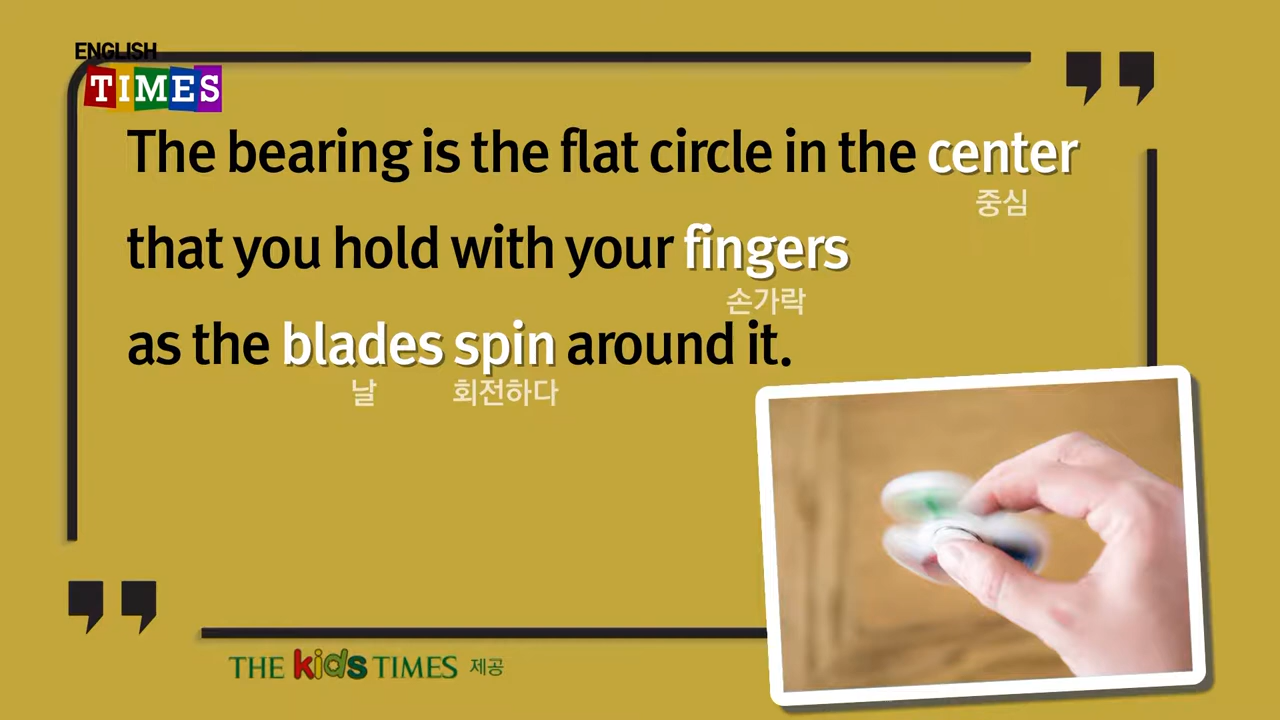 ENGLISH
TIMES
The bearing is the flat circle in the center
중심
that you hold with your fingers
손가락
as the blades spin around it.
날 회전하다
THE kids TIMES 제공